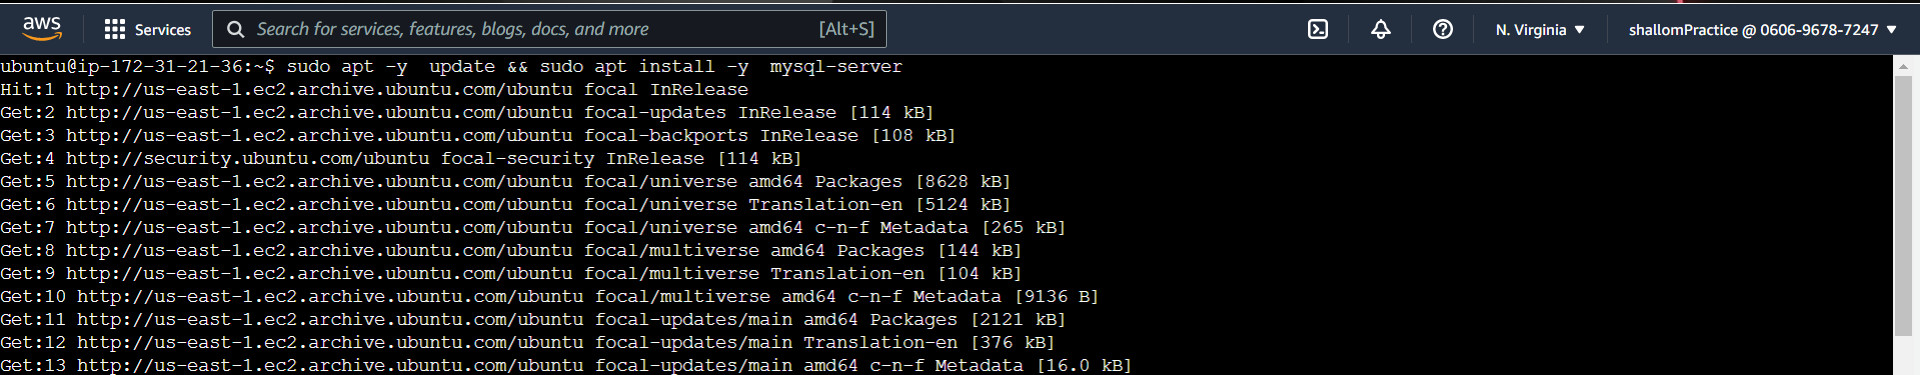 aws
Services
Search for services, features, blogs, docs, and more [Alt+S]
N. Virginia
shallomPractice @ 0606-9678-7247
ubuntu@ip-172-31-21-36:~$ sudo apt -y  update && sudo apt install -y  mysql-server
Hit:1 http://us-east-1.ec2.archive.ubuntu.com/ubuntu focal InRelease
Get:2 http://us-east-1.ec2.archive.ubuntu.com/ubuntu focal-updates InRelease [114 kB]
Get:3 http://us-east-1.ec2.archive.ubuntu.com/ubuntu focal-backports InRelease [108 kB]
Get:4 http://security.ubuntu.com/ubuntu focal-security InRelease [114 kB]
Get:5 http://us-east-1.ec2.archive.ubuntu.com/ubuntu focal/universe amd64 Packages [8628 kB]
Get:6 http://us-east-1.ec2.archive.ubuntu.com/ubuntu focal/universe Translation-en [5124 kB]
Get:7 http://us-east-1.ec2.archive.ubuntu.com/ubuntu focal/universe amd64 c-n-f Metadata [265 kB]
Get:8 http://us-east-1.ec2.archive.ubuntu.com/ubuntu focal/multiverse amd64 Packages [144 kB]
Get:9 http://us-east-1.ec2.archive.ubuntu.com/ubuntu focal/multiverse Translation-en [104 kB]
Get:10 http://us-east-1.ec2.archive.ubuntu.com/ubuntu focal/multiverse amd64 c-n-f Metadata [9136 B]
Get:11 http://us-east-1.ec2.archive.ubuntu.com/ubuntu focal-updates/main amd64 Packages [2121 kB]
Get:12 http://us-east-1.ec2.archive.ubuntu.com/ubuntu focal-updates/main Translation-en [376 kB]
Get:13 http://us-east-1.ec2.archive.ubuntu.com/ubuntu focal-updates/main amd64 c-n-f Metadata [16.0 kB]